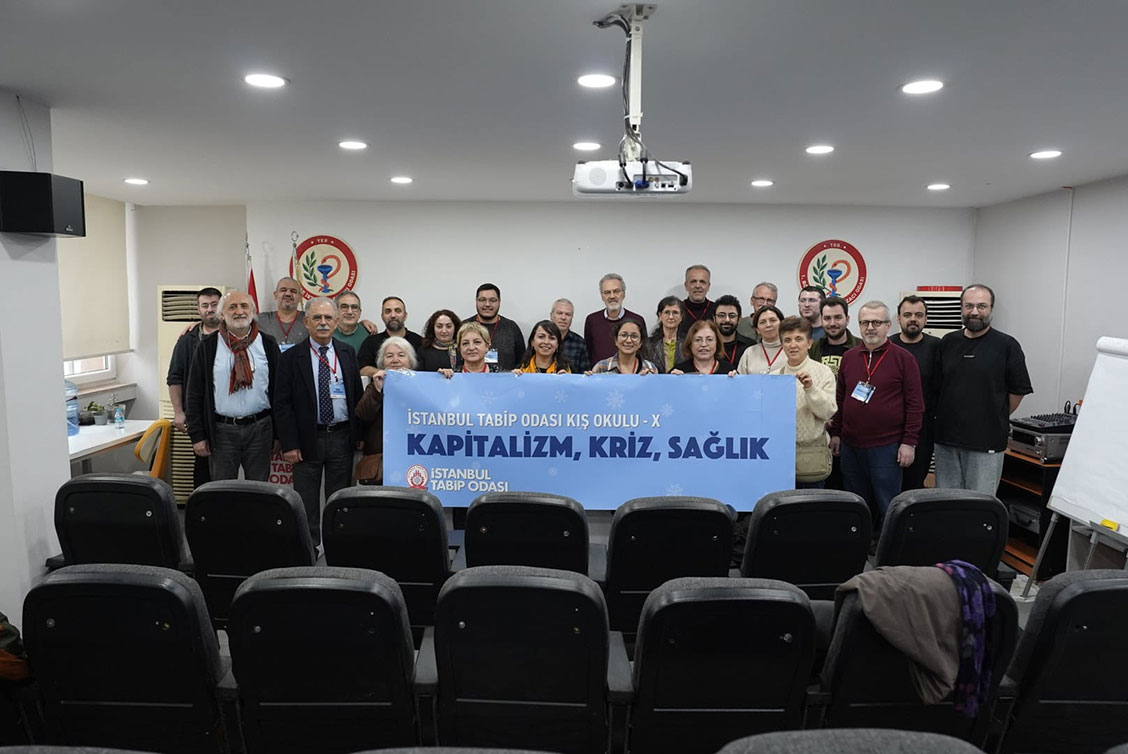 T.E.B.
T.E.B.
İSTANBUL TABİP ODASI KIŞ OKULU - X
KAPİTALİZM, KRİZ, SAĞLIK
İSTANBUL
TABİP ODASI